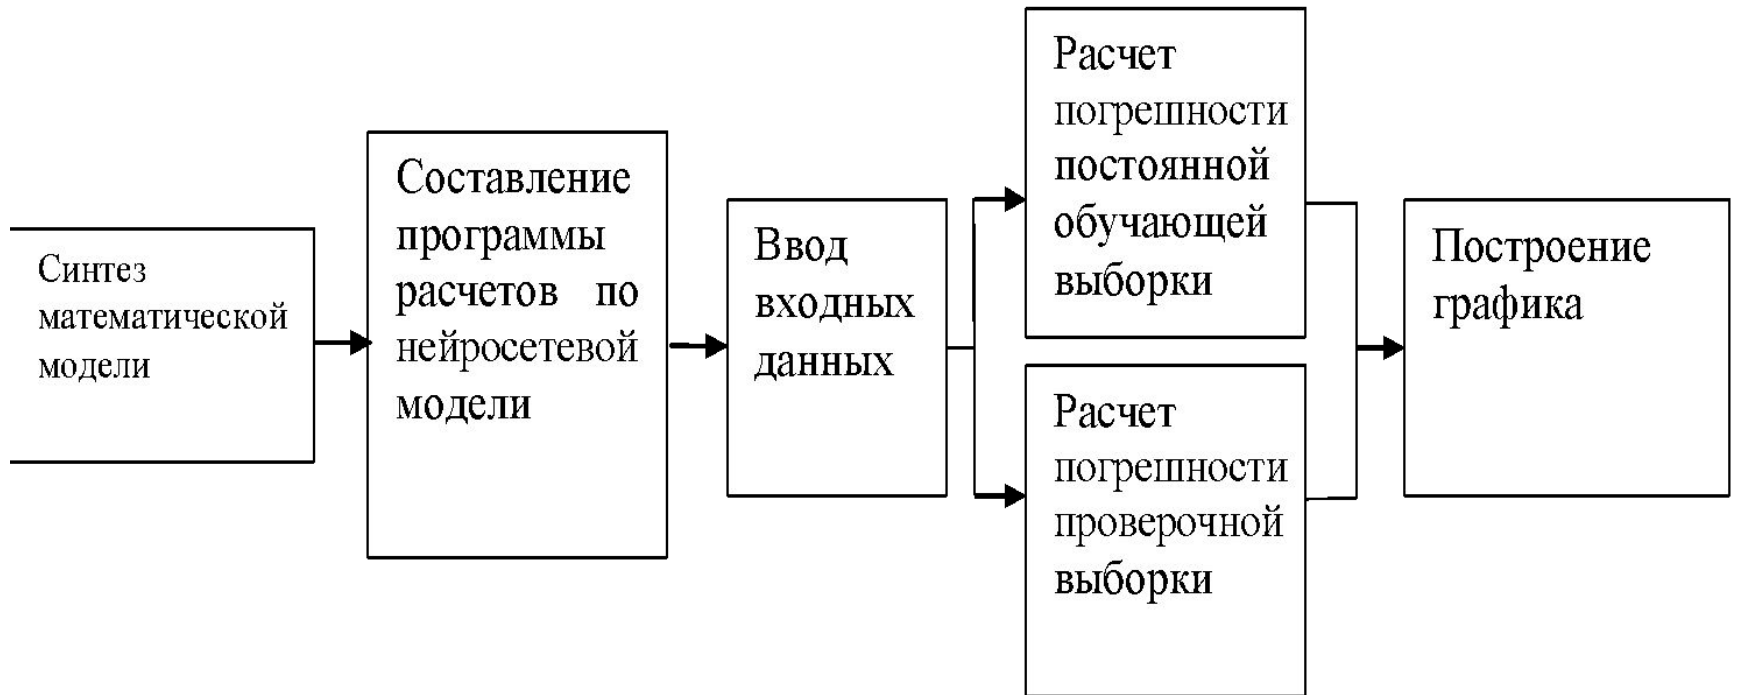 Синтез
математической
модели
Составление
программы
расчетов по
нейросетевой
модели
Ввод
входных
данных
Расчет
погрешности
постоянной
обучающей
выборки
Расчет
погрешности
проверочной
выборки
Построение
графика